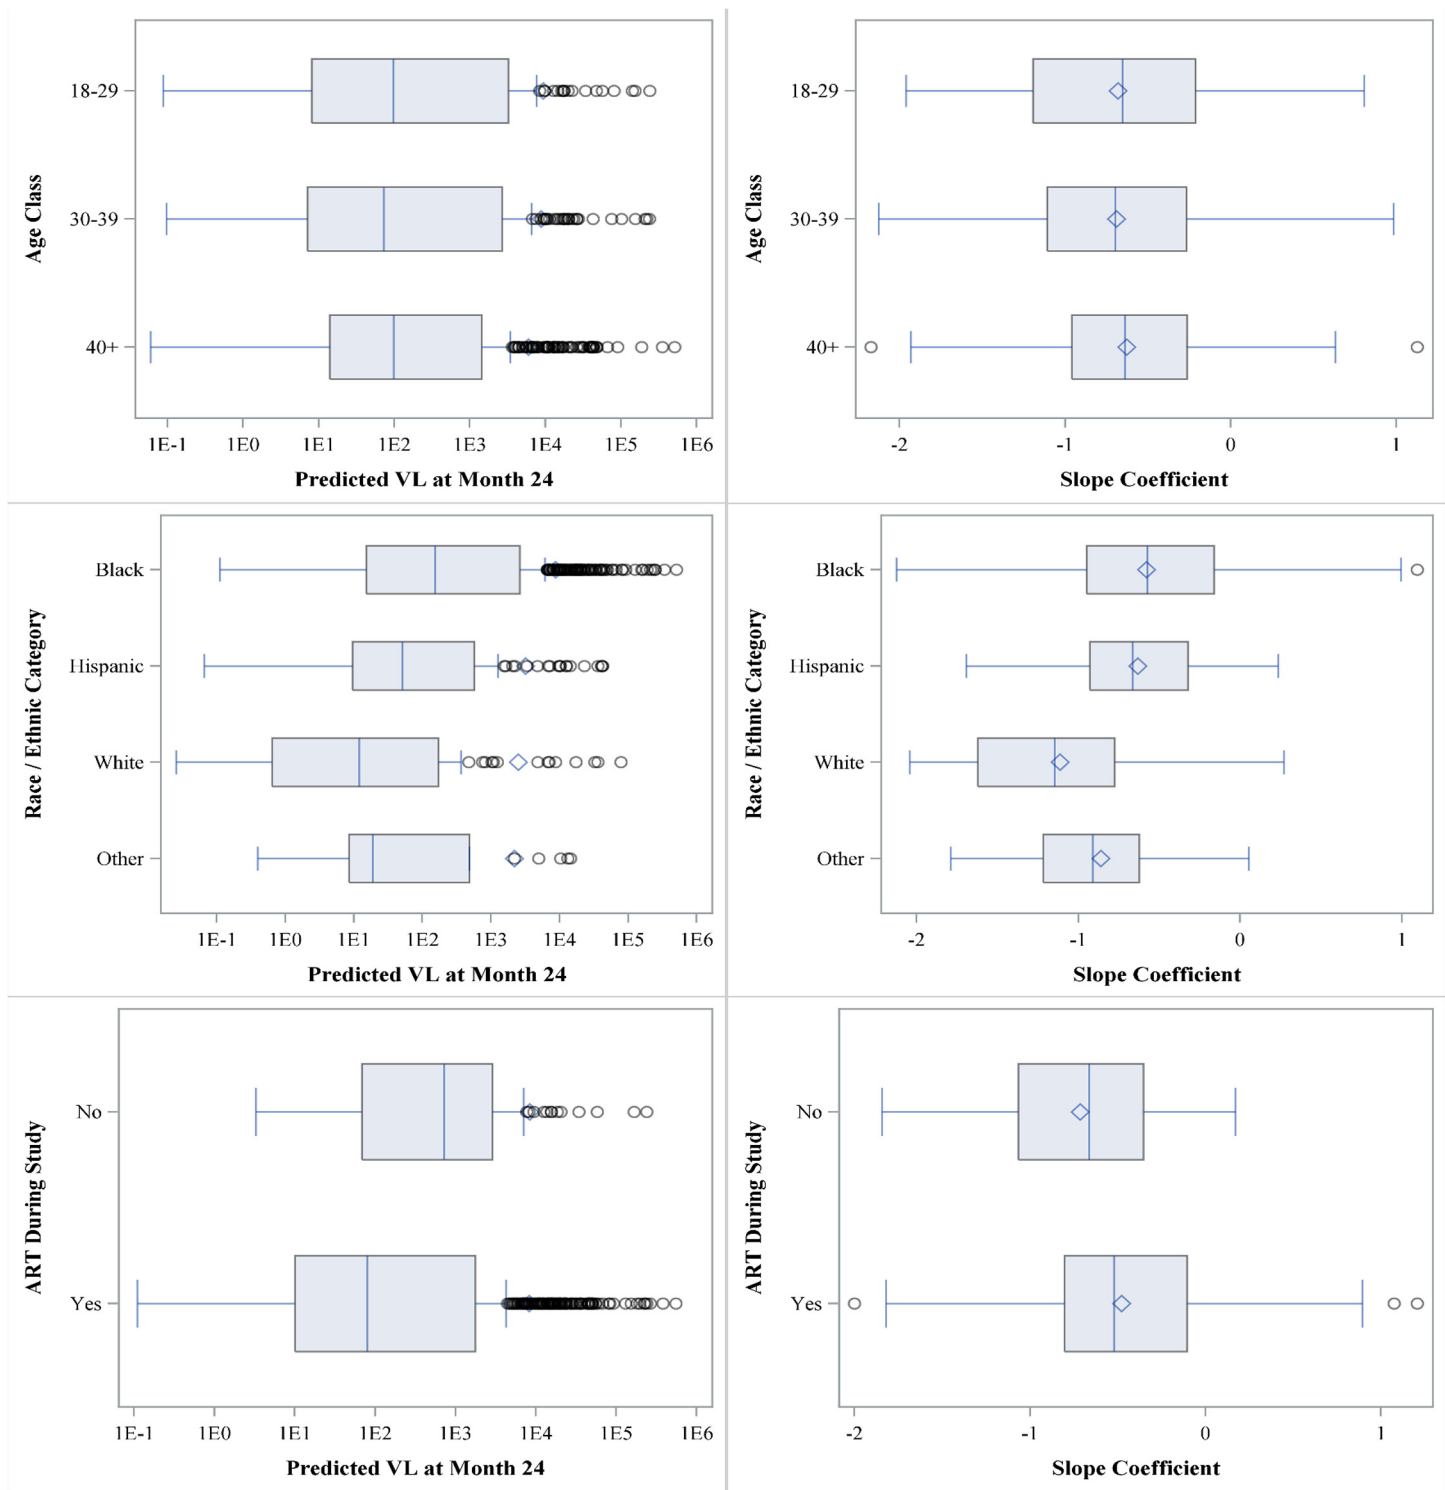 Age Class
18-29
30-39
40+
1E-1 1E0 1E1 1E2 1E3 1E4 1E5 1E6
Predicted VL at Month 24
Age Class
18-29
30-39
40+
-2 -1 0 1
Slope Coefficient
Race / Ethnic Category
Black
Hispanic
White
Other
1E-1 1E0 1E1 1E2 1E3 1E4 1E5 1E6
Predicted VL at Month 24
Race / Ethnic Category
Black
Hispanic
White
Other
-2 -1 0 1
Slope Coefficient
ART During Study
No
Yes
1E-1 1E0 1E1 1E2 1E3 1E4 1E5 1E6
Predicted VL at Month 24
ART During Study
No
Yes
-2 -1 0 1
Slope Coefficient